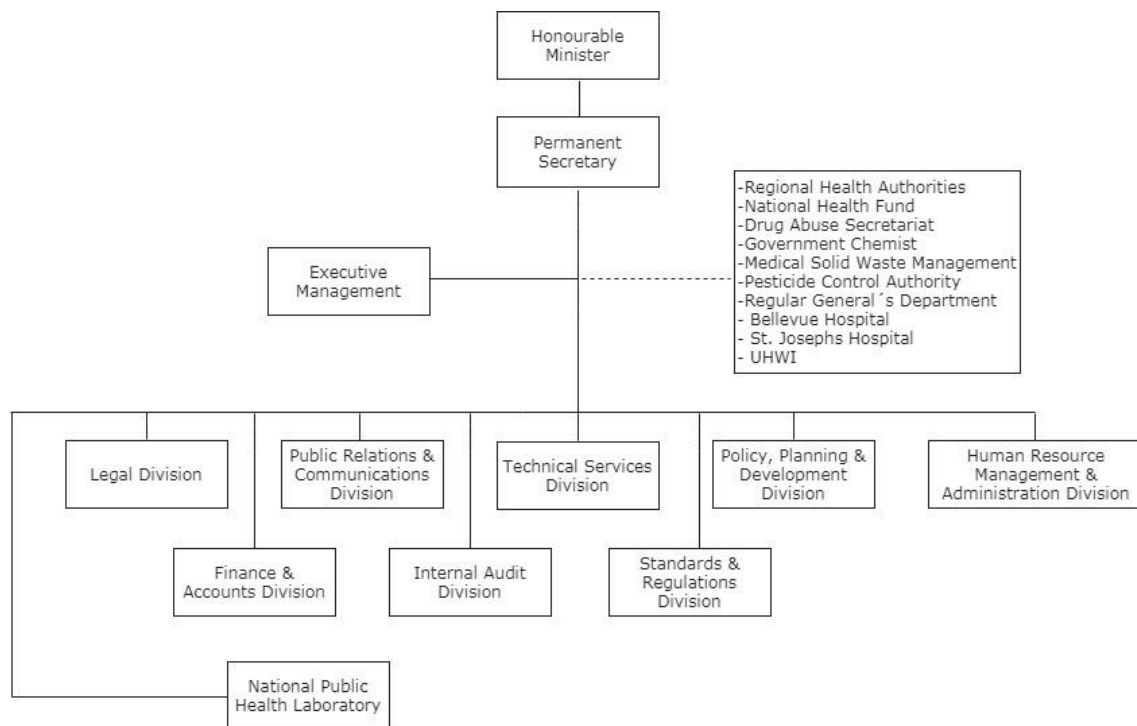 Honourable
Minister
Permanent
Secretary
-Regional Health Authorities
-National Health Fund
-Drug Abuse Secretariat
-Government Chemist
-Medical Solid Waste Management
-Pesticide Control Authority
-Regular General´s Department
- Bellevue Hospital
- St. Josephs Hospital
- UHWI
Executive
Management
Legal Division
Public Relations &
Communications
Division
Technical Services
Division
Policy, Planning &
Development
Division
Human Resource
Management &
Administration Division
Finance &
Accounts Division
Internal Audit
Division
Standards &
Regulations
Division
National Public
Health Laboratory